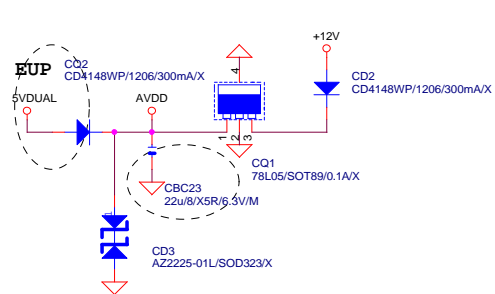 +12V
4
EUP
CQ2
CD4148WP/1206/300mA/X
CD2
CD4148WP/1206/300mA/X
5VDUAL
AVDD
1
2
3
CQ1
78L05/SOT89/0.1A/X
CBC23
22u/8/X5R/6.3V/M
1
CD3
AZ2225-01L/SOD323/X